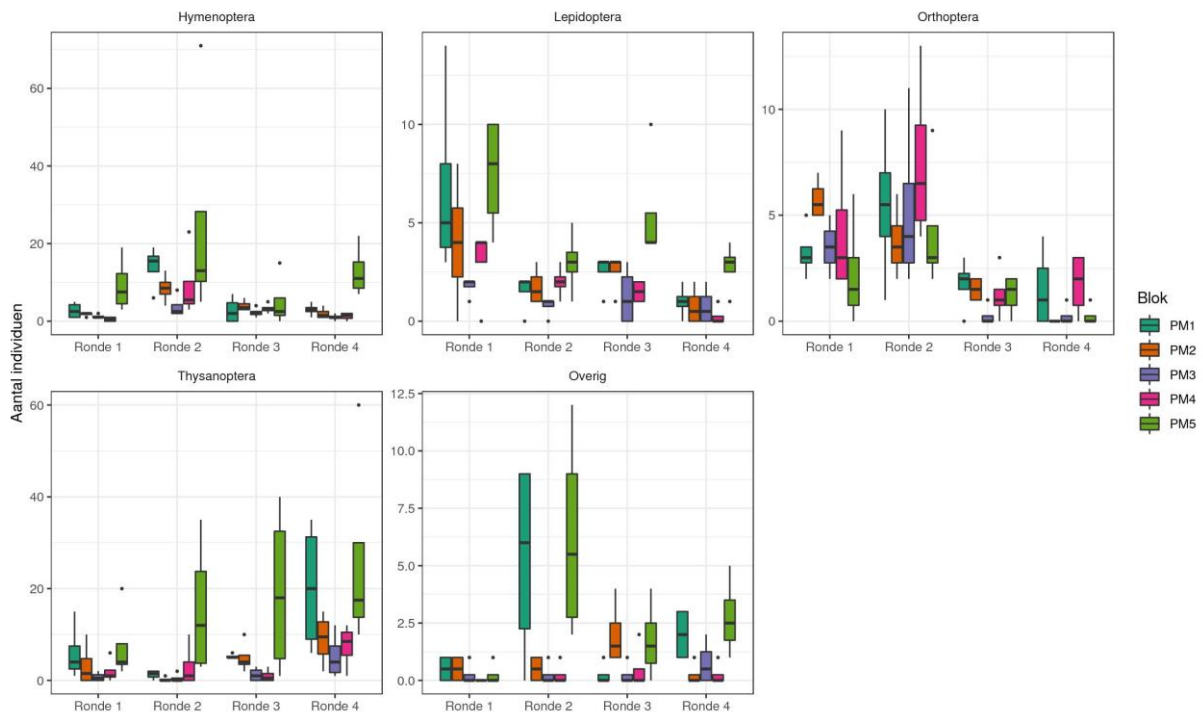 Hymenoptera
Lepidoptera
Orthoptera
60
40
20
0
10
5
0
10
5
0
Ronde 1 Ronde 2 Ronde 3 Ronde 4
Ronde 1 Ronde 2 Ronde 3 Ronde 4
Ronde 1 Ronde 2 Ronde 3 Ronde 4
Aantal individuen
Thysanoptera
Overig
60
40
20
0
12.5
10.0
7.5
5.0
2.5
0.0
Ronde 1 Ronde 2 Ronde 3 Ronde 4
Ronde 1 Ronde 2 Ronde 3 Ronde 4
Blok
PM1
PM2
PM3
PM4
PM5